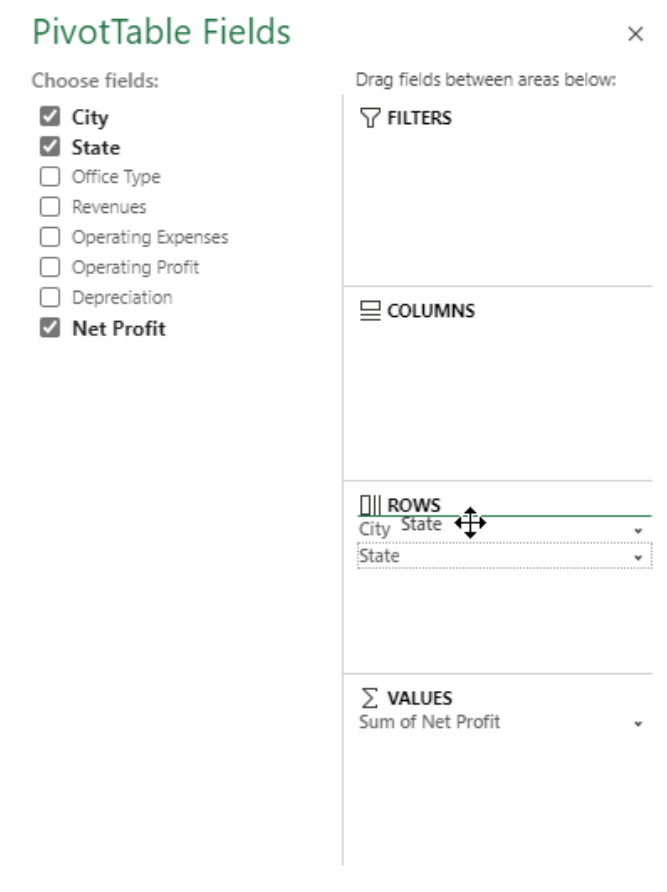 PivotTable Fields
Choose fields:
City
State
Office Type
Revenues
Operating Expenses
Operating Profit
Depreciation
Net Profit
Drag fields between areas below:
FILTERS
COLUMNS
ROWS
City State
State
VALUES
Sum of Net Profit